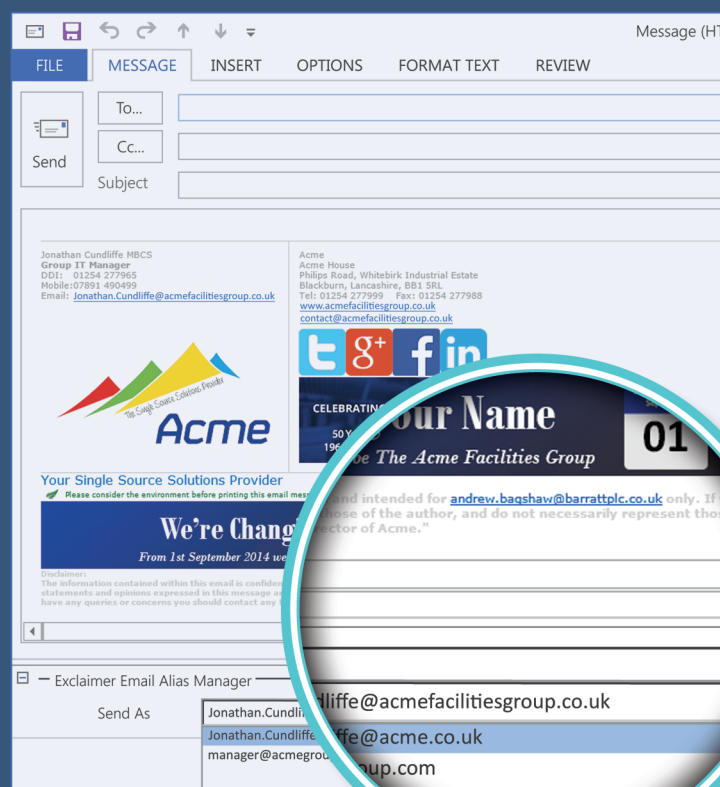 Message (HT
FILE MESSAGE INSERT OPTIONS FORMAT TEXT REVIEW
To...
Send
Cc...
Subject
Jonathan Cundliffe MBCS
Group IT Manager
DDI: 01254 277965
Mobile:07891 490499
Email: Jonathan.Cundliffe@acmefacilitiesgroup.co.uk
Acme
Acme House
Philips Road, Whitebirk Industrial Estate
Blackburn, Lancashire, BB1 5RL
Tel: 01254 277999 Fax: 01254 277988
www.acmefacilitiesgroup.co.uk
contact@acmefacilitiesgroup.co.uk
t g+ f in
The Single Source Solutions Provider
Acme
CELEBRATING
50 Y
196
our Name
be The Acme Facilities Group
01
Your Single Source Solutions Provider
Please consider the environment before printing this email mes
We're Chang
From 1st September 2014 we
Disclaimer:
The information contained within this email is confiden
statements and opinions expressed in this message a
have any queries or concerns you should contact any
and intended for andrew.bagshaw@barrattplc.co.uk only. If
those of the author, and do not necessarily represent thos
ector of Acme."
Exclaimer Email Alias Manager
Send As
Jonathan.Cundli
Jonathan.Cundliffe
manager@acmegrou
dliffe@acmefacilitiesgroup.co.uk
ffe@acme.co.uk
oup.com